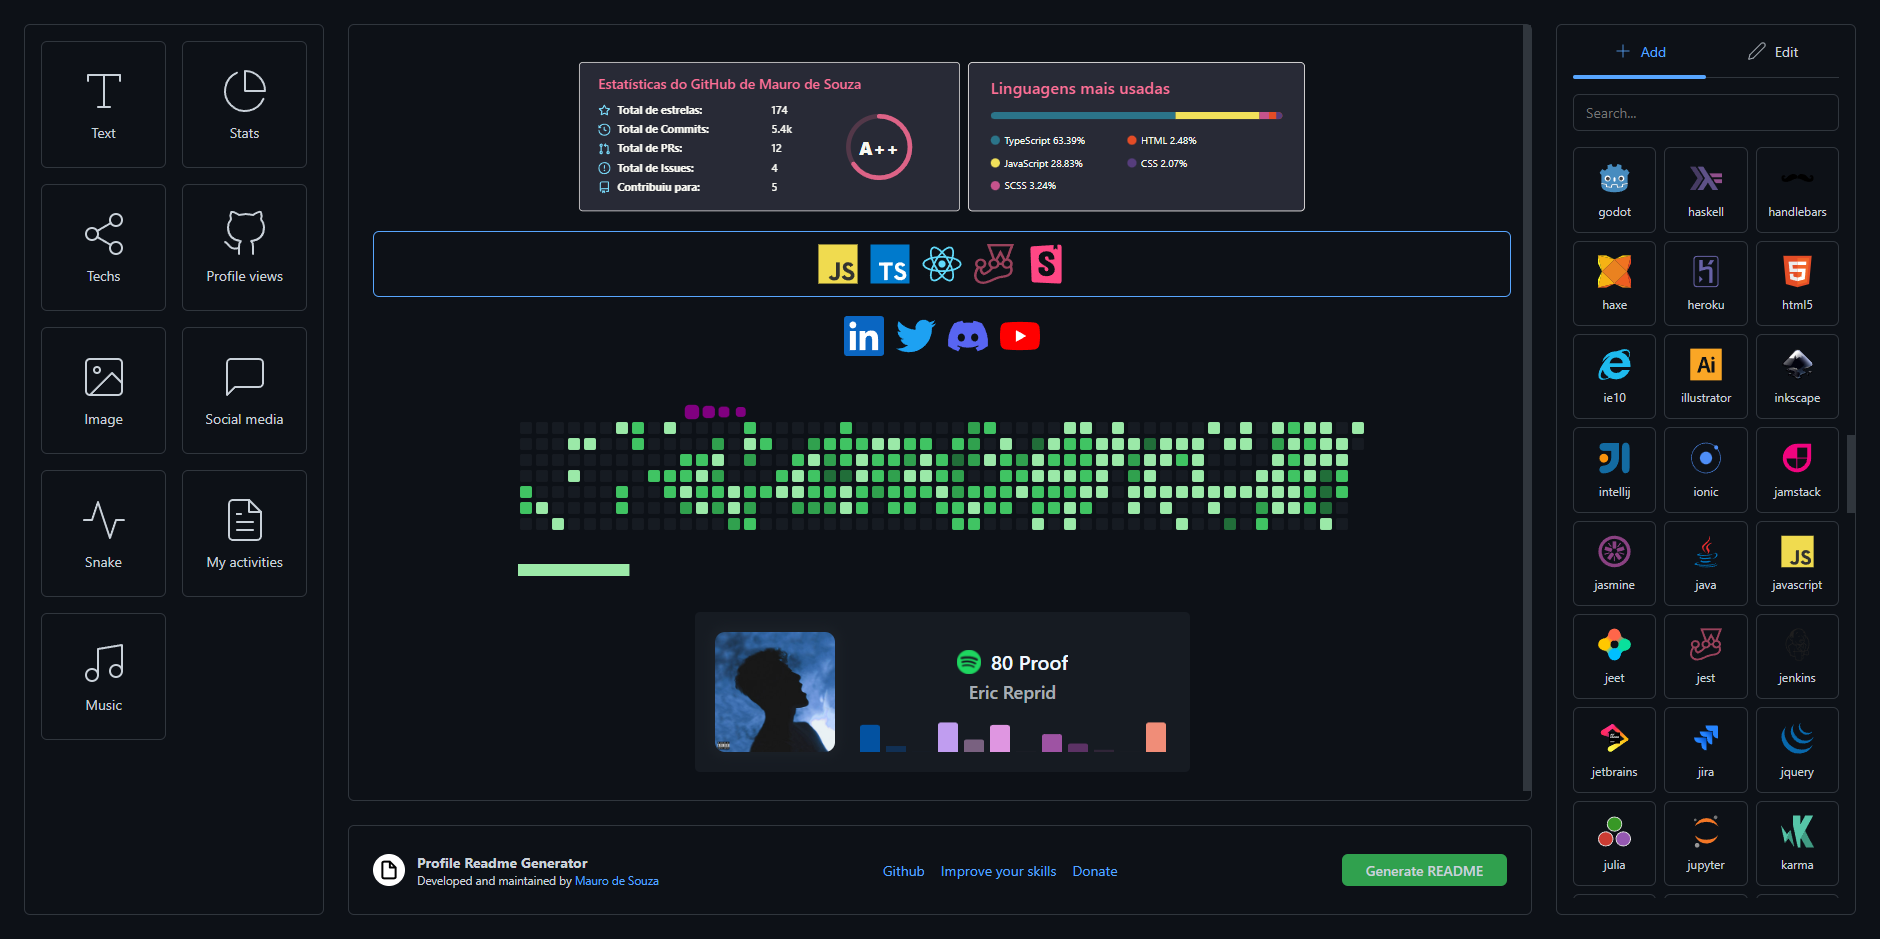 Text
Stats
Techs
Profile views
Image
Social media
Snake
My activities
Music
Estatísticas do GitHub de Mauro de Souza
Total de estrelas: 174
Total de Commits: 5.4k
Total de PRs: 12
Total de Issues: 4
Contribuiu para: 5
A++
Linguagens mais usadas
TypeScript 63.39%
HTML 2.48%
JavaScript 28.83%
CSS 2.07%
SCSS 3.24%
JS
TS
S
in
80 Proof
Eric Reprid
Profile Readme Generator
Developed and maintained by Mauro de Souza
Github
Improve your skills
Donate
Generate README
Add
Edit
Search...
godot
haskell
handlebars
haxe
heroku
5
html5
ie10
Ai
illustrator
inkscape
intellij
ionic
jamstack
jasmine
java
JS
javascript
jeet
jest
jenkins
jetbrains
jira
jquery
julia
jupyter
karma